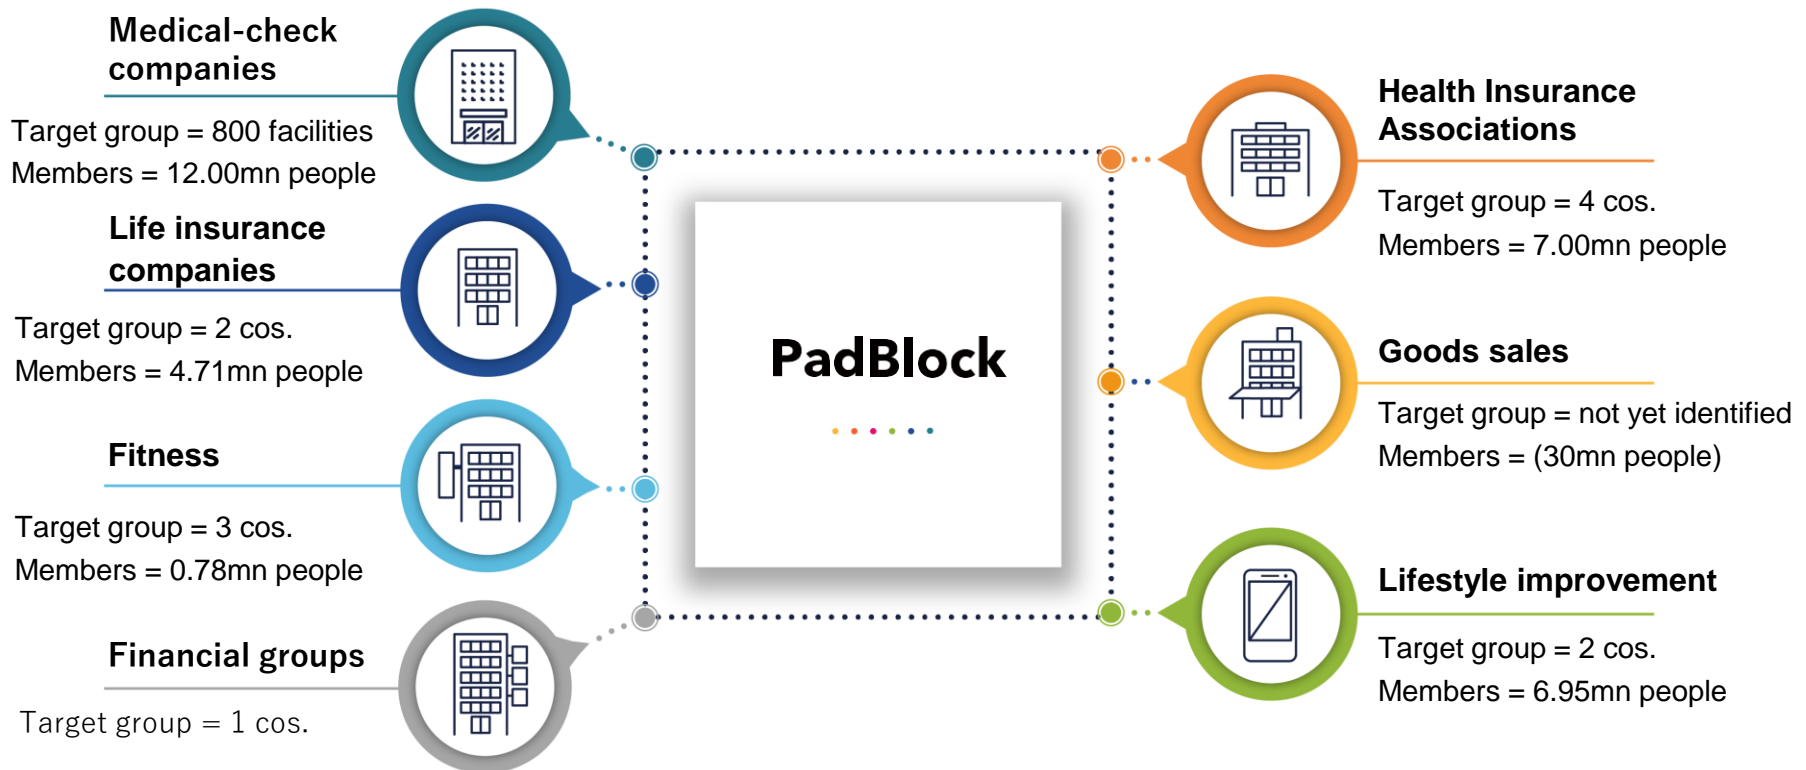 Medical-check
companies
Target group = 800 facilities
Members = 12.00mn people
Life insurance
companies
Target group = 2 cos.
Members = 4.71mn people
Fitness
Target group = 3 cos.
Members = 0.78mn people
Financial groups
Target group = 1 cos.
PadBlock
Health Insurance
Associations
Target group = 4 cos.
Members = 7.00mn people
Goods sales
Target group = not yet identified
Members = (30mn people)
Lifestyle improvement
Target group = 2 cos.
Members = 6.95mn people